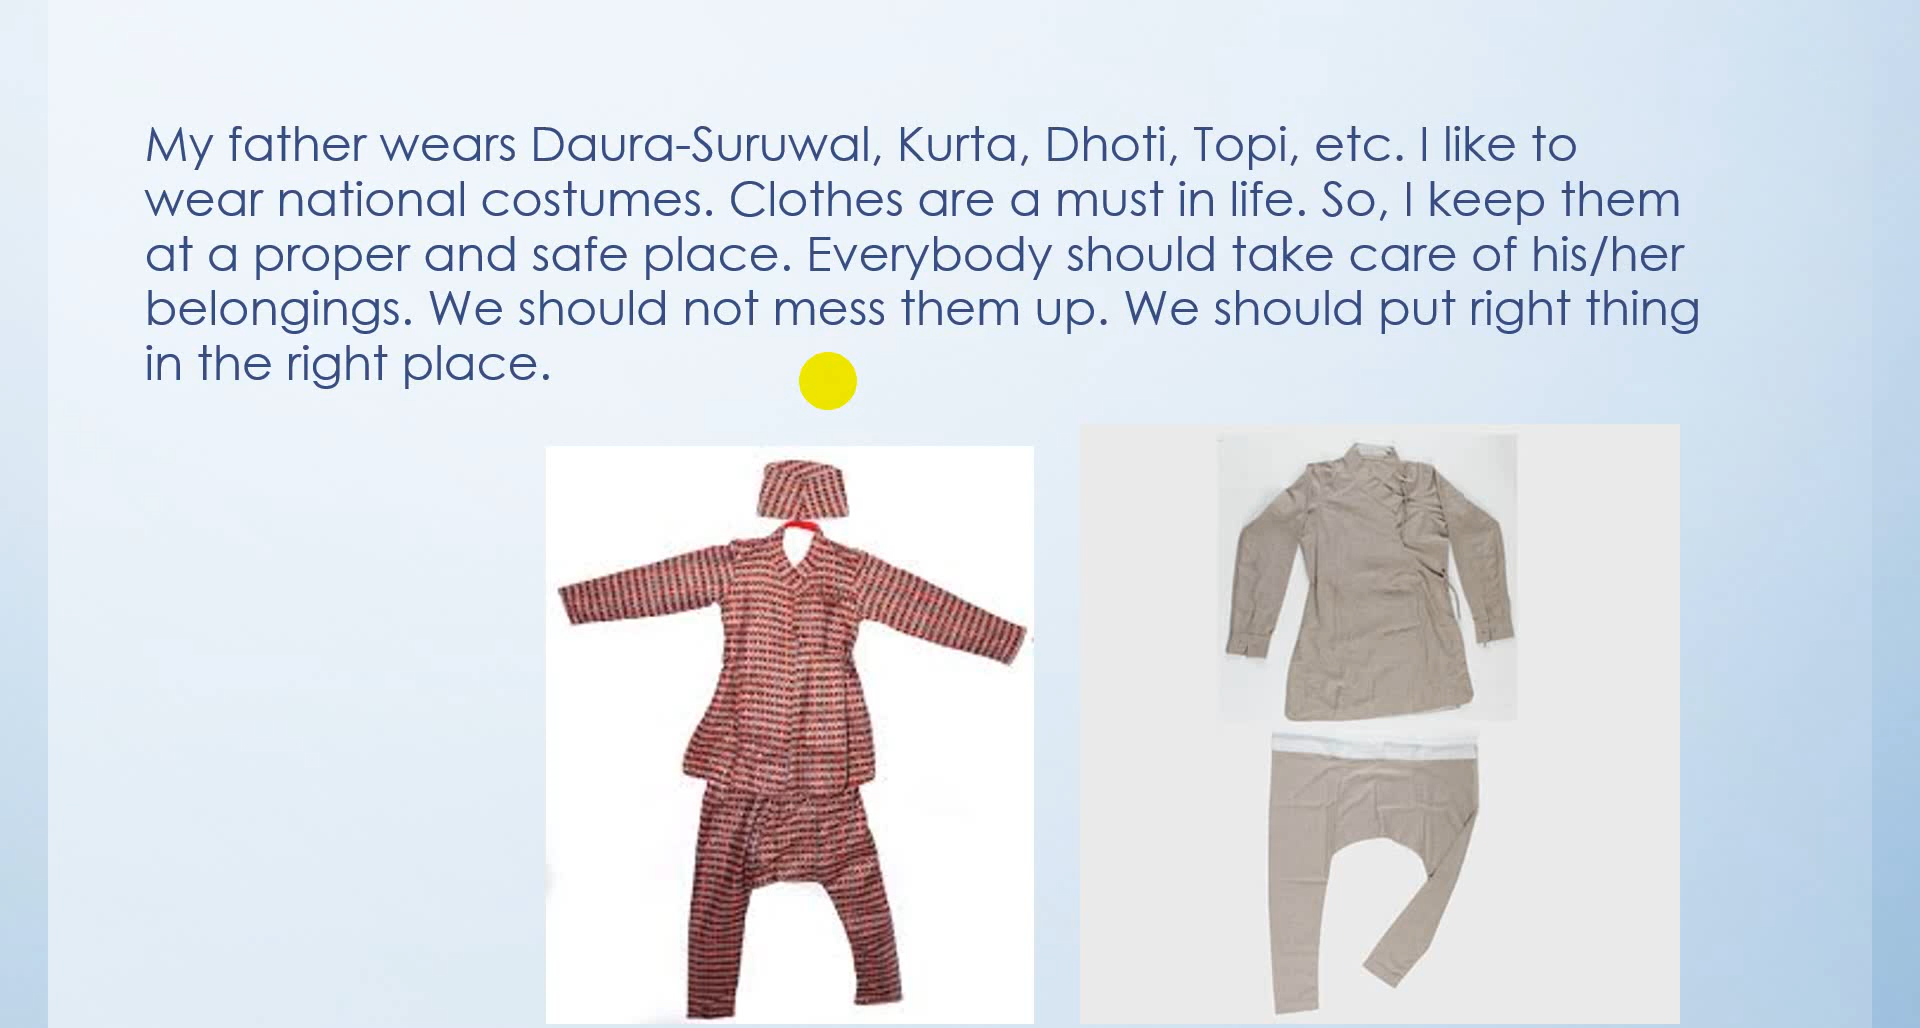 My father wears Daura-Suruwal, Kurta, Dhoti, Topi, etc. I like to
wear national costumes. Clothes are a must in life. So, I keep them
at a proper and safe place. Everybody should take care of his/her
belongings. We should not mess them up. We should put right thing
in the right place.